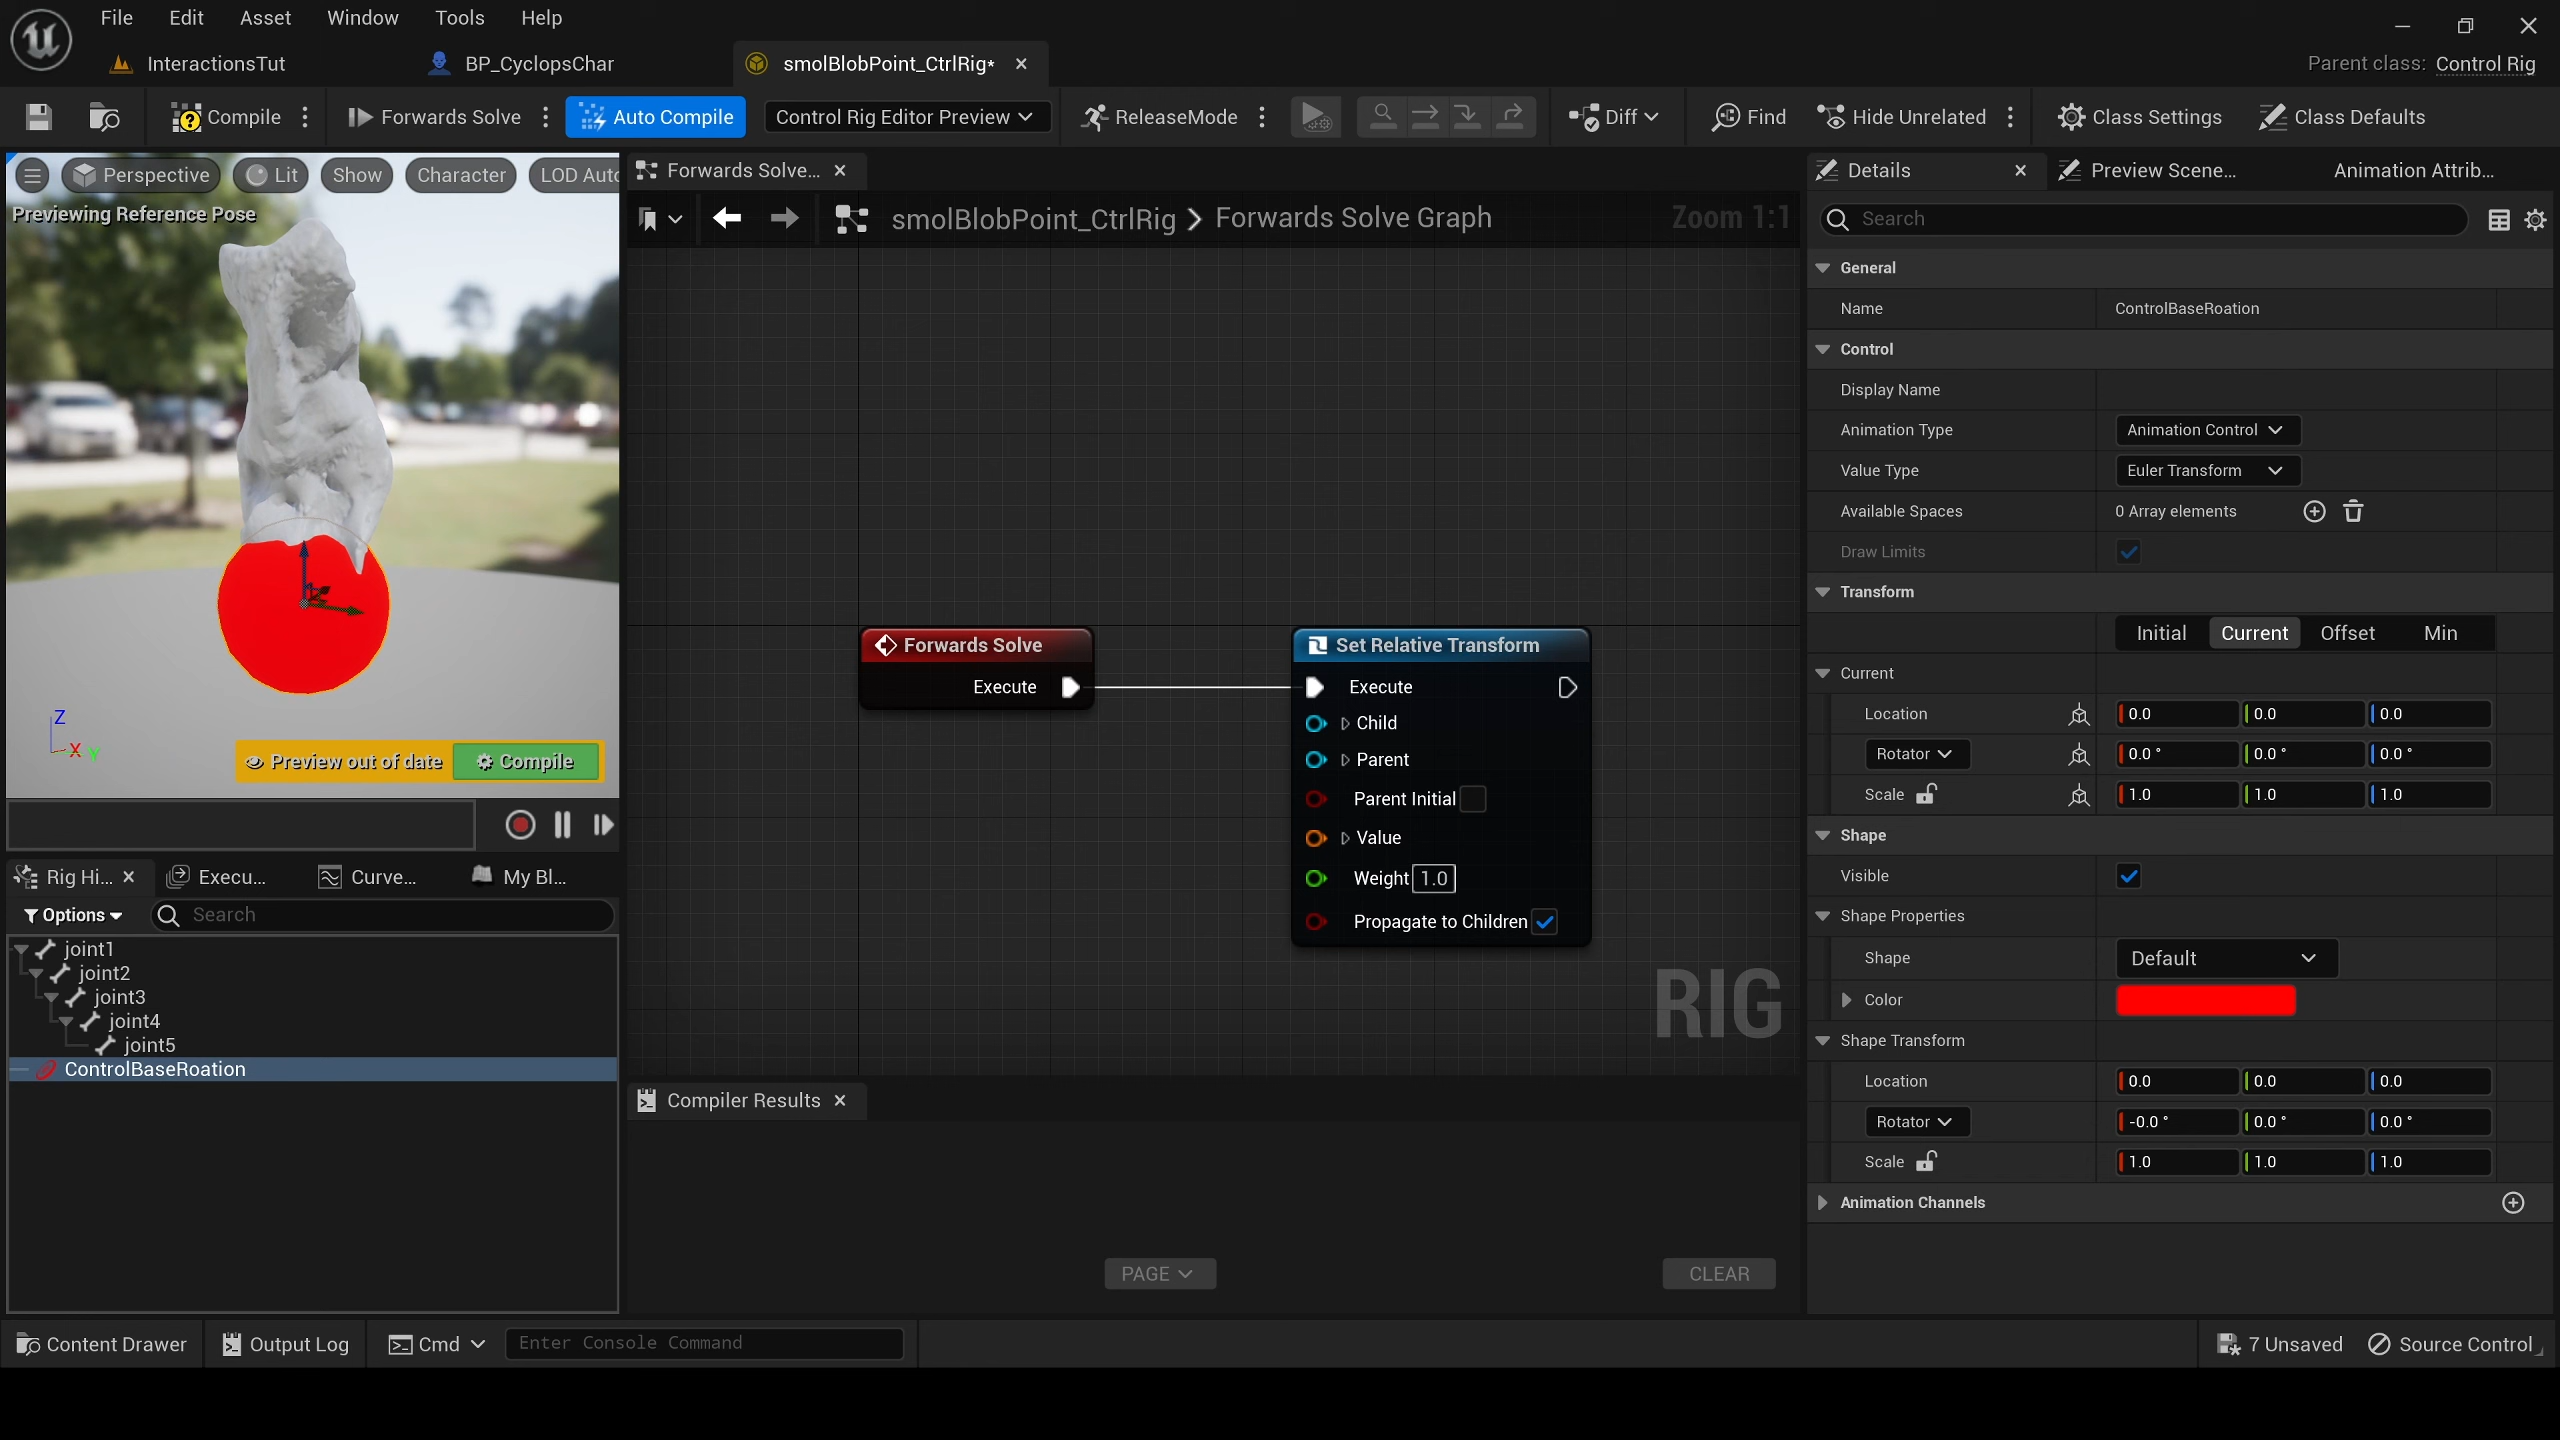 File Edit Asset Window Tools Help
InteractionsTut BP_CyclopsChar smolBlobPoint_CtrlRig* Parent class: Control Rig
Compile Forwards Solve Auto Compile Control Rig Editor Preview ReleaseMode Diff Find Hide Unrelated Class Settings Class Defaults
Perspective Lit Show Character LOD Auto
Previewing Reference Pose
Z
X Y
Preview out of date Compile
Rig Hi... Execu... Curve... My Bl...
Options Search
joint1
joint2
joint3
joint4
joint5
ControlBaseRoation
Forwards Solve...
smolBlobPoint_CtrlRig > Forwards Solve Graph Zoom 1:1
Forwards Solve
Execute
Set Relative Transform
Execute
Child
Parent
Parent Initial
Value
Weight 1.0
Propagate to Children
RIG
Compiler Results
PAGE CLEAR
Details Preview Scene... Animation Attrib...
Search
General
Name ControlBaseRoation
Control
Display Name
Animation Type Animation Control
Value Type Euler Transform
Available Spaces 0 Array elements
Draw Limits
Transform
Initial Current Offset Min
Current
Location 0.0 0.0 0.0
Rotator 0.0 ° 0.0 ° 0.0 °
Scale 1.0 1.0 1.0
Shape
Visible
Shape Properties
Shape Default
Color
Shape Transform
Location 0.0 0.0 0.0
Rotator -0.0 ° 0.0 ° 0.0 °
Scale 1.0 1.0 1.0
Animation Channels
Content Drawer Output Log Cmd Enter Console Command 7 Unsaved Source Control